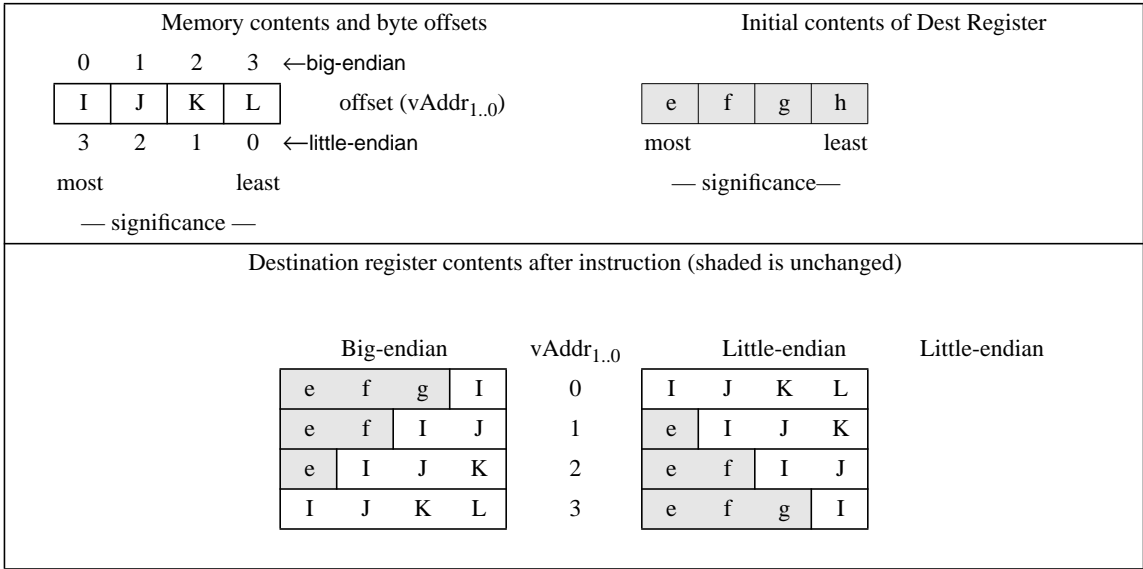 Memory contents and byte offsets Initial contents of Dest Register
0 1 2 3 ←big-endian
I J K L offset (vAddr1..0) e f g h
3 2 1 0 ←little-endian most least
most least — significance—
— significance —
Destination register contents after instruction (shaded is unchanged)
Big-endian vAddr1..0 Little-endian Little-endian
e f g I 0 I J K L
e f I J 1 e I J K
e I J K 2 e f I J
I J K L 3 e f g I